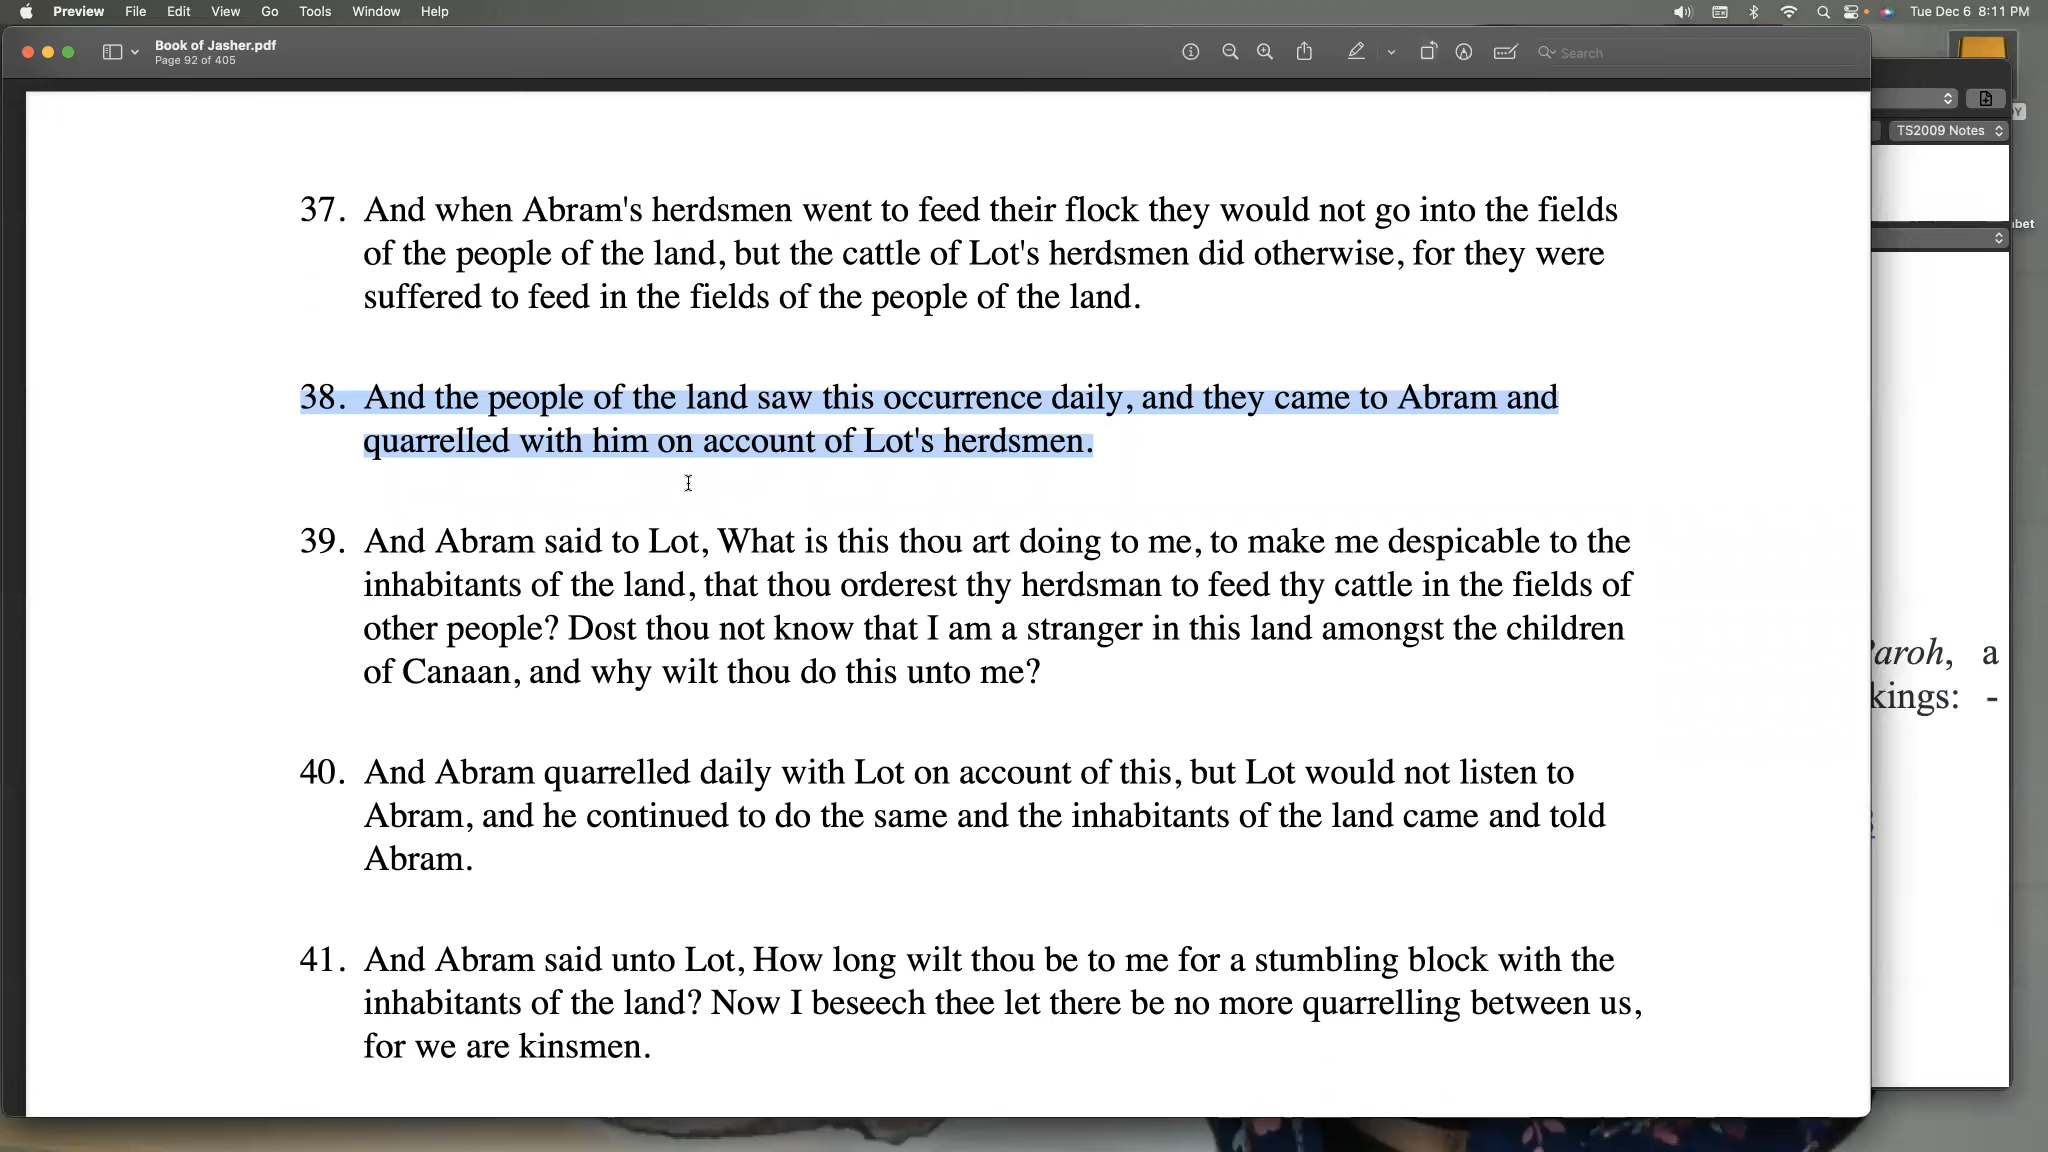 Preview File Edit View Go Tools Window Help
Tue Dec 6 8:11 PM
Book of Jasher.pdf
Page 92 of 405
Search
TS2009 Notes
37. And when Abram's herdsmen went to feed their flock they would not go into the fields
of the people of the land, but the cattle of Lot's herdsmen did otherwise, for they were
suffered to feed in the fields of the people of the land.
38. And the people of the land saw this occurrence daily, and they came to Abram and
quarrelled with him on account of Lot's herdsmen.
39. And Abram said to Lot, What is this thou art doing to me, to make me despicable to the
inhabitants of the land, that thou orderest thy herdsman to feed thy cattle in the fields of
other people? Dost thou not know that I am a stranger in this land amongst the children
of Canaan, and why wilt thou do this unto me?
40. And Abram quarrelled daily with Lot on account of this, but Lot would not listen to
Abram, and he continued to do the same and the inhabitants of the land came and told
Abram.
41. And Abram said unto Lot, How long wilt thou be to me for a stumbling block with the
inhabitants of the land? Now I beseech thee let there be no more quarrelling between us,
for we are kinsmen.
aroh, a
kings: -